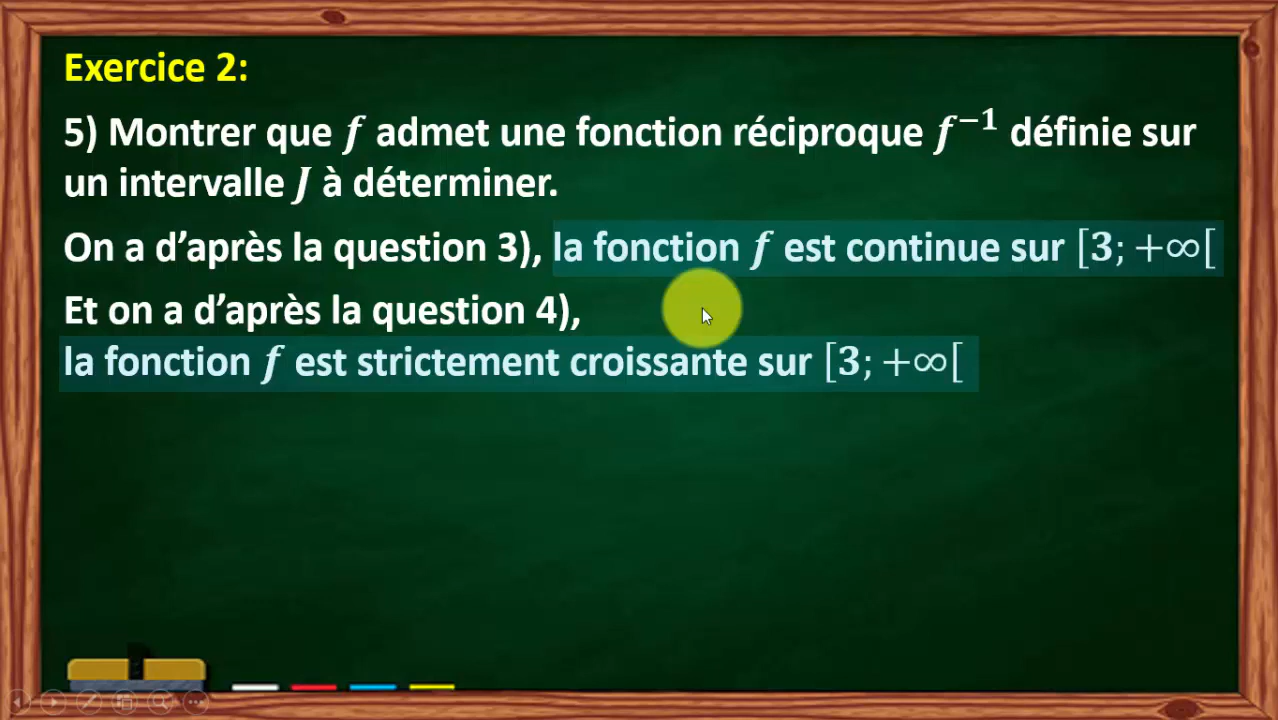 Exercice 2:
5) Montrer que f admet une fonction réciproque f⁻¹ définie sur
un intervalle J à déterminer.
On a d’après la question 3), la fonction f est continue sur [3; +∞[
Et on a d’après la question 4),
la fonction f est strictement croissante sur [3; +∞[